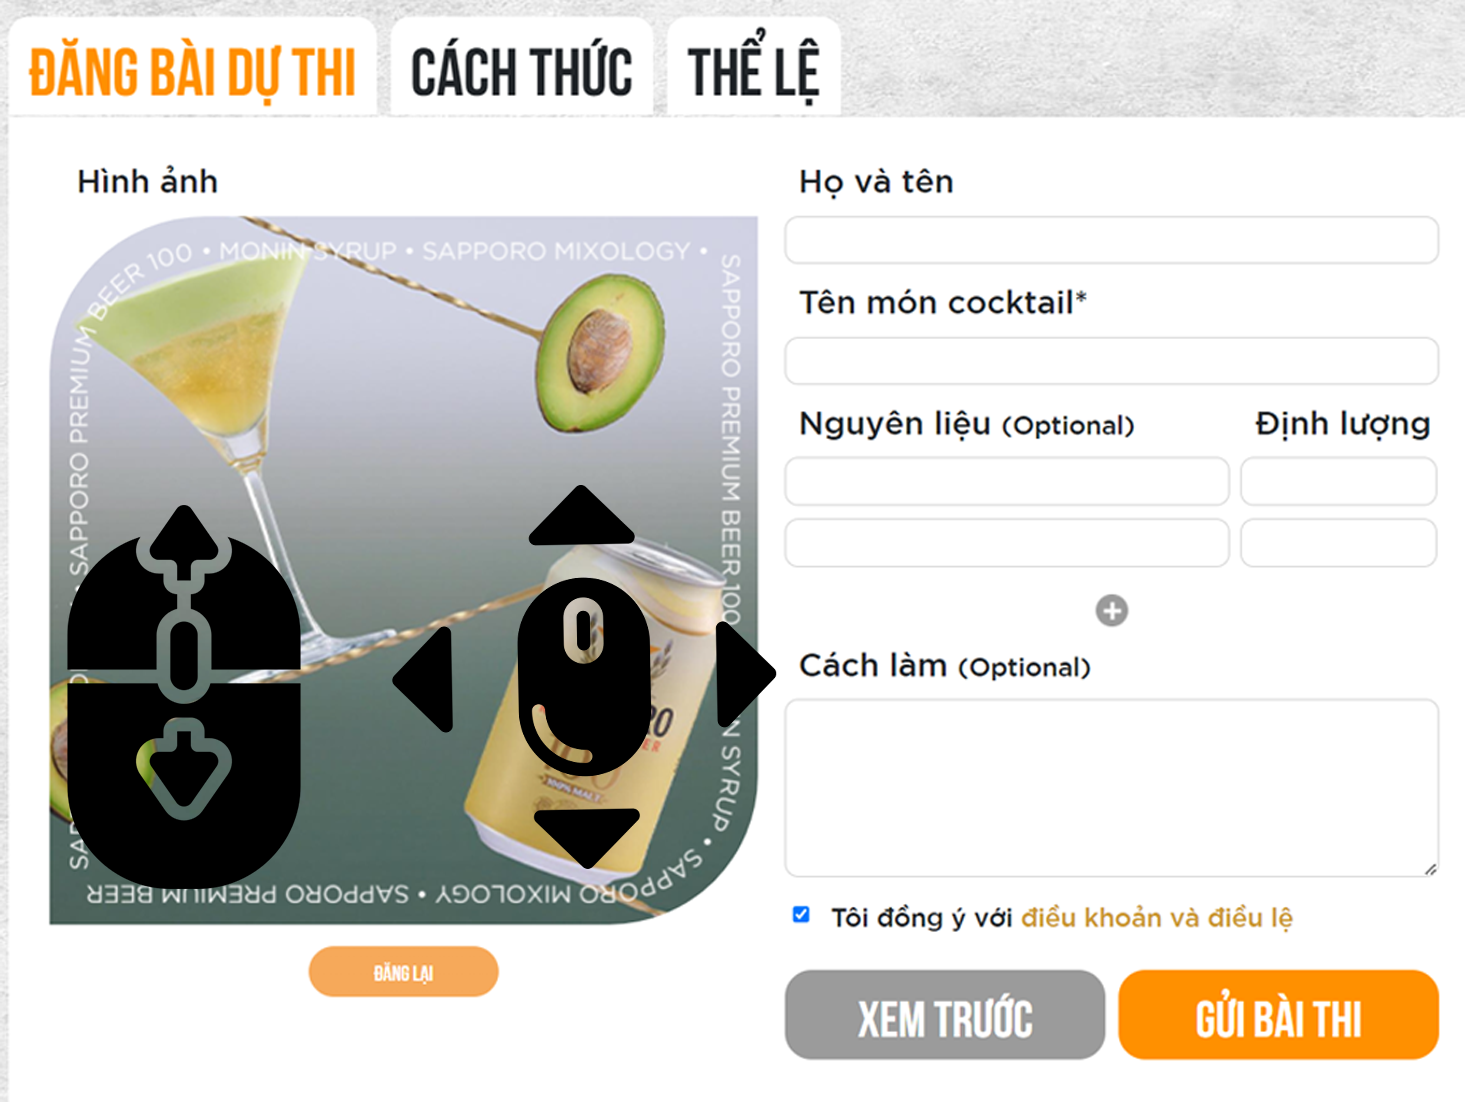 ĐĂNG BÀI DỰ THI
CÁCH THỨC
THỂ LỆ
Hình ảnh
SAPPORO PREMIUM BEER 100 • MONIN SYRUP • SAPPORO MIXOLOGY •
SAPPORO PREMIUM BEER 100
N SYRUP • SAPPORO MIXOLOGY • SAPPORO PREMIUM BEER
100% MALT
ĐĂNG LẠI
Họ và tên
Tên món cocktail*
Nguyên liệu (Optional)
Định lượng
Cách làm (Optional)
Tôi đồng ý với điều khoản và điều lệ
XEM TRƯỚC
GỬI BÀI THI